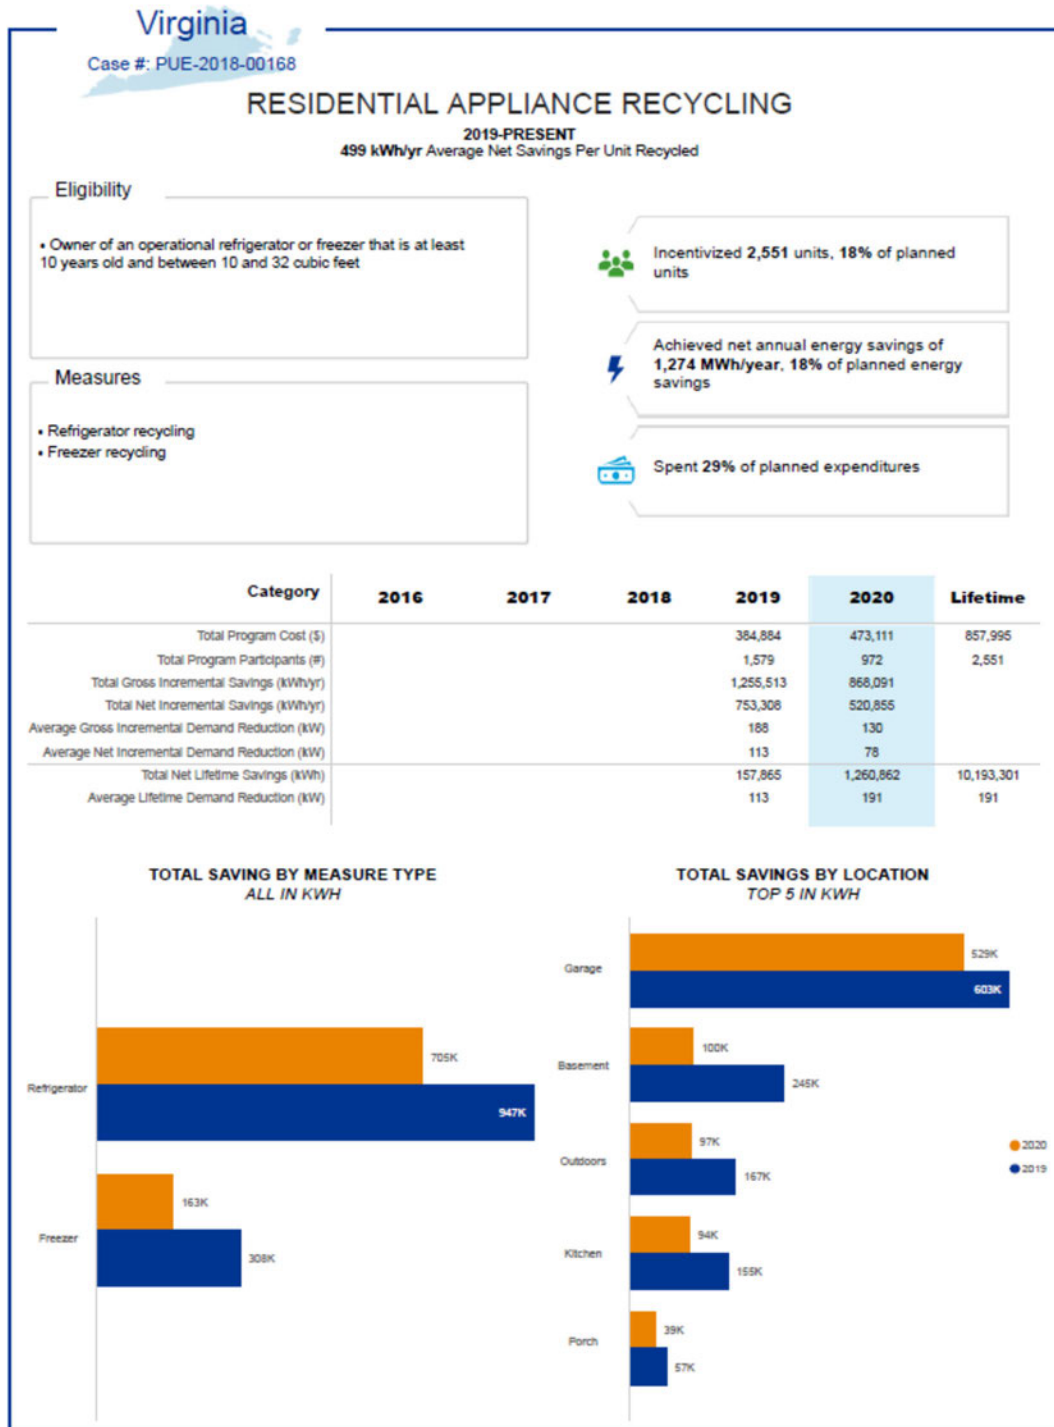 Virginia
Case #: PUE-2018-00168
RESIDENTIAL APPLIANCE RECYCLING
2019-PRESENT
499 kWh/yr Average Net Savings Per Unit Recycled
Eligibility
• Owner of an operational refrigerator or freezer that is at least
10 years old and between 10 and 32 cubic feet
Measures
• Refrigerator recycling
• Freezer recycling
Incentivized 2,551 units, 18% of planned
units
Achieved net annual energy savings of
1,274 MWh/year, 18% of planned energy
savings
Spent 29% of planned expenditures
Category 2016 2017 2018 2019 2020 Lifetime
Total Program Cost ($) 384,884 473,111 857,995
Total Program Participants (#) 1,579 972 2,551
Total Gross Incremental Savings (kWh/yr) 1,255,513 868,091
Total Net Incremental Savings (kWh/yr) 753,308 520,855
Average Gross Incremental Demand Reduction (kW) 188 130
Average Net Incremental Demand Reduction (kW) 113 78
Total Net Lifetime Savings (kWh) 157,865 1,260,862 10,193,301
Average Lifetime Demand Reduction (kW) 113 191 191
TOTAL SAVING BY MEASURE TYPE
ALL IN KWH
Refrigerator
705K
947K
Freezer
163K
308K
TOTAL SAVINGS BY LOCATION
TOP 5 IN KWH
Garage
529K
603K
Basement
100K
245K
Outdoors
97K
167K
Kitchen
94K
155K
Porch
39K
57K
2020
2019